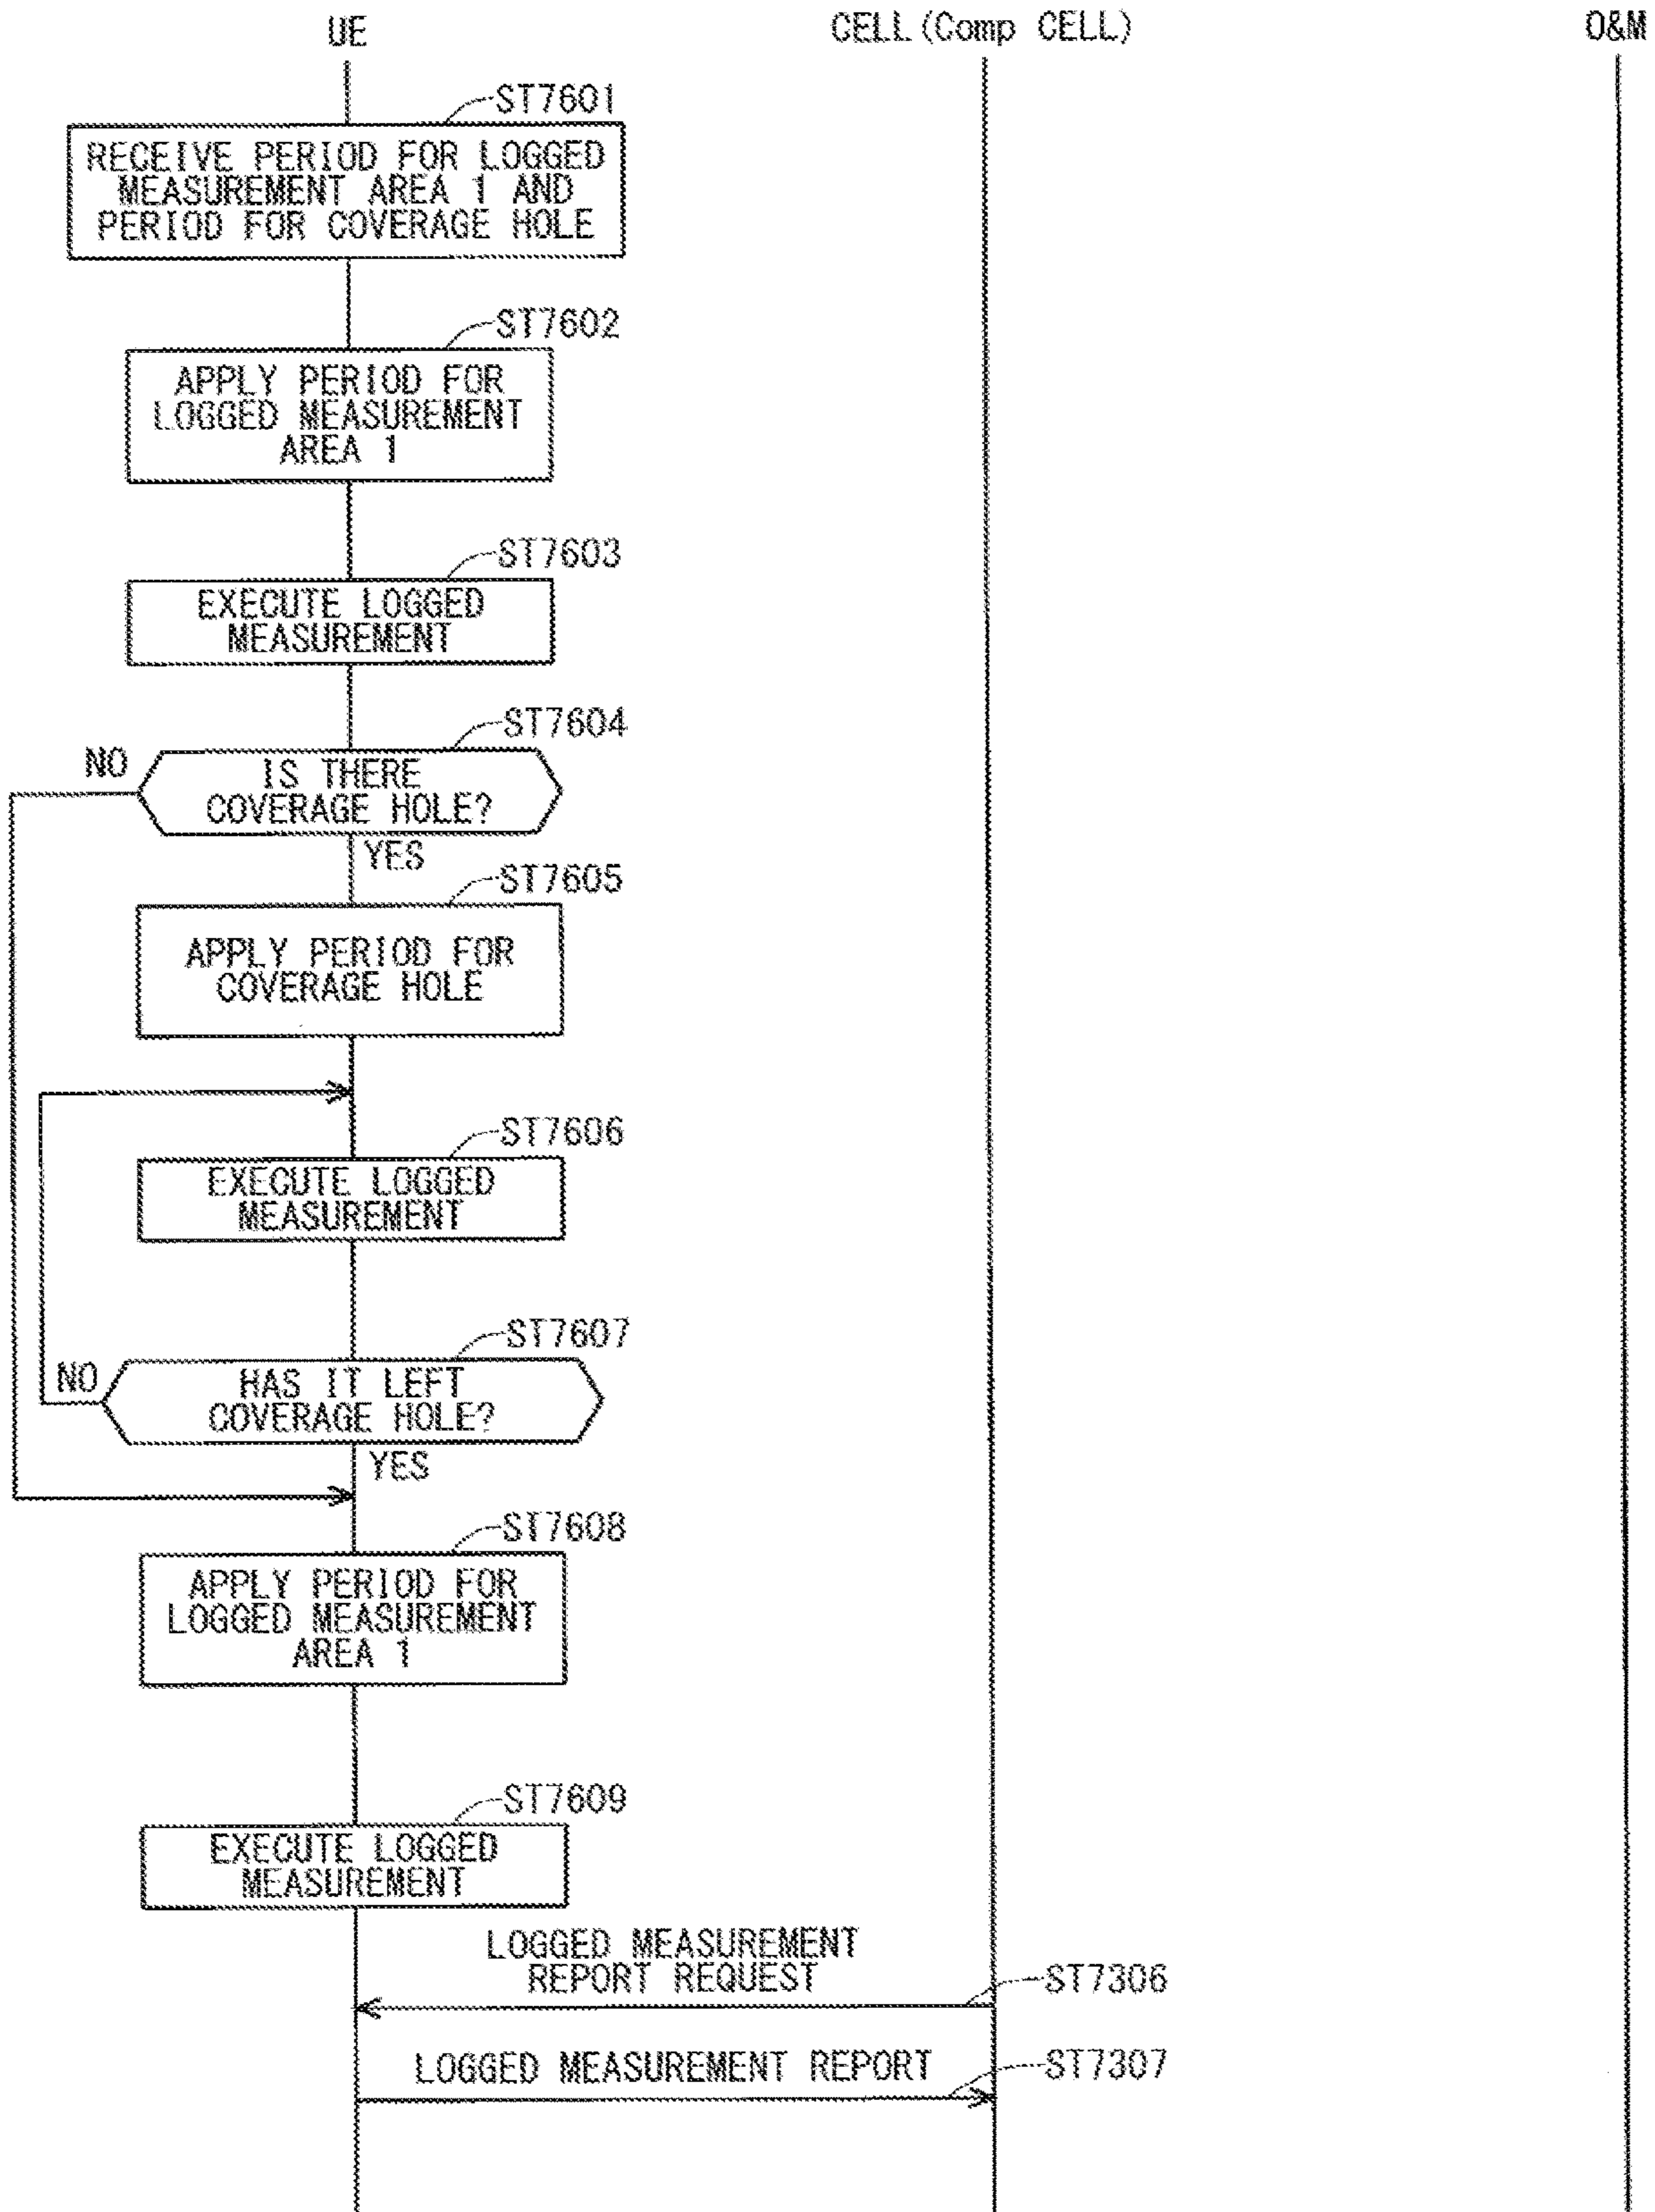 UE
CELL(Comp CELL)
O&M
ST7601
RECEIVE PERIOD FOR LOGGED
MEASUREMENT AREA 1 AND
PERIOD FOR COVERAGE HOLE
ST7602
APPLY PERIOD FOR
LOGGED MEASUREMENT
AREA 1
ST7603
EXECUTE LOGGED
MEASUREMENT
ST7604
NO
IS THERE
COVERAGE HOLE?
YES
ST7605
APPLY PERIOD FOR
COVERAGE HOLE
ST7606
EXECUTE LOGGED
MEASUREMENT
ST7607
NO
HAS IT LEFT
COVERAGE HOLE?
YES
ST7608
APPLY PERIOD FOR
LOGGED MEASUREMENT
AREA 1
ST7609
EXECUTE LOGGED
MEASUREMENT
LOGGED MEASUREMENT
REPORT REQUEST
ST7306
LOGGED MEASUREMENT REPORT
ST7307